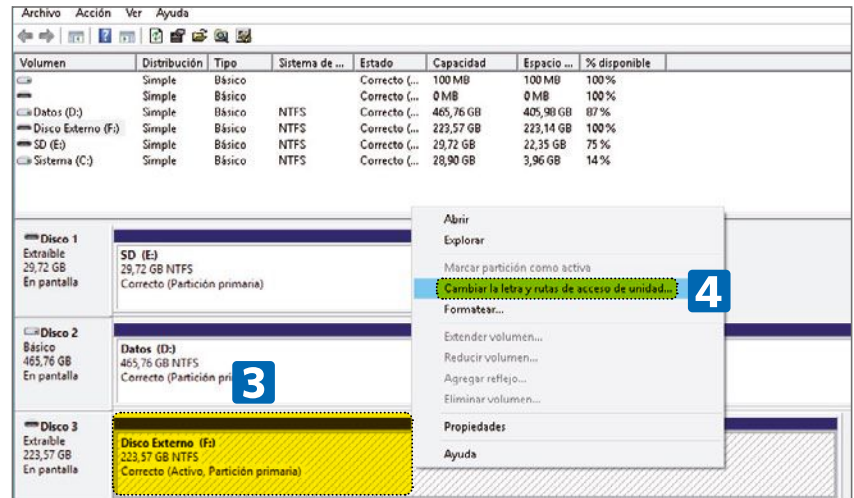 Archivo Acción Ver Ayuda
Volumen Distribución Tipo Sistema de ... Estado Capacidad Espacio ... % disponible
Simple Básico Correcto (... 100 MB 100 MB 100 %
Simple Básico Correcto (... 0 MB 0 MB 100 %
Datos (D:) Simple Básico NTFS Correcto (... 465,76 GB 405,98 GB 87 %
Disco Externo (F:) Simple Básico NTFS Correcto (... 223,57 GB 223,14 GB 100 %
SD (E:) Simple Básico NTFS Correcto (... 29,72 GB 22,35 GB 75 %
Sistema (C:) Simple Básico NTFS Correcto (... 28,90 GB 3,96 GB 14 %
Disco 1
Extraíble
29,72 GB
En pantalla
SD (E:)
29,72 GB NTFS
Correcto (Partición primaria)
Disco 2
Básico
465,76 GB
En pantalla
Datos (D:)
465,76 GB NTFS
Correcto (Partición
3
Disco 3
Extraíble
223,57 GB
En pantalla
Disco Externo (F:)
223,57 GB NTFS
Correcto (Activo, Partición primaria)
Abrir
Explorar
Marcar partición como activa
Cambiar la letra y rutas de acceso de unidad...
4
Formatear...
Extender volumen...
Reducir volumen...
Agregar reflejo...
Eliminar volumen...
Propiedades
Ayuda